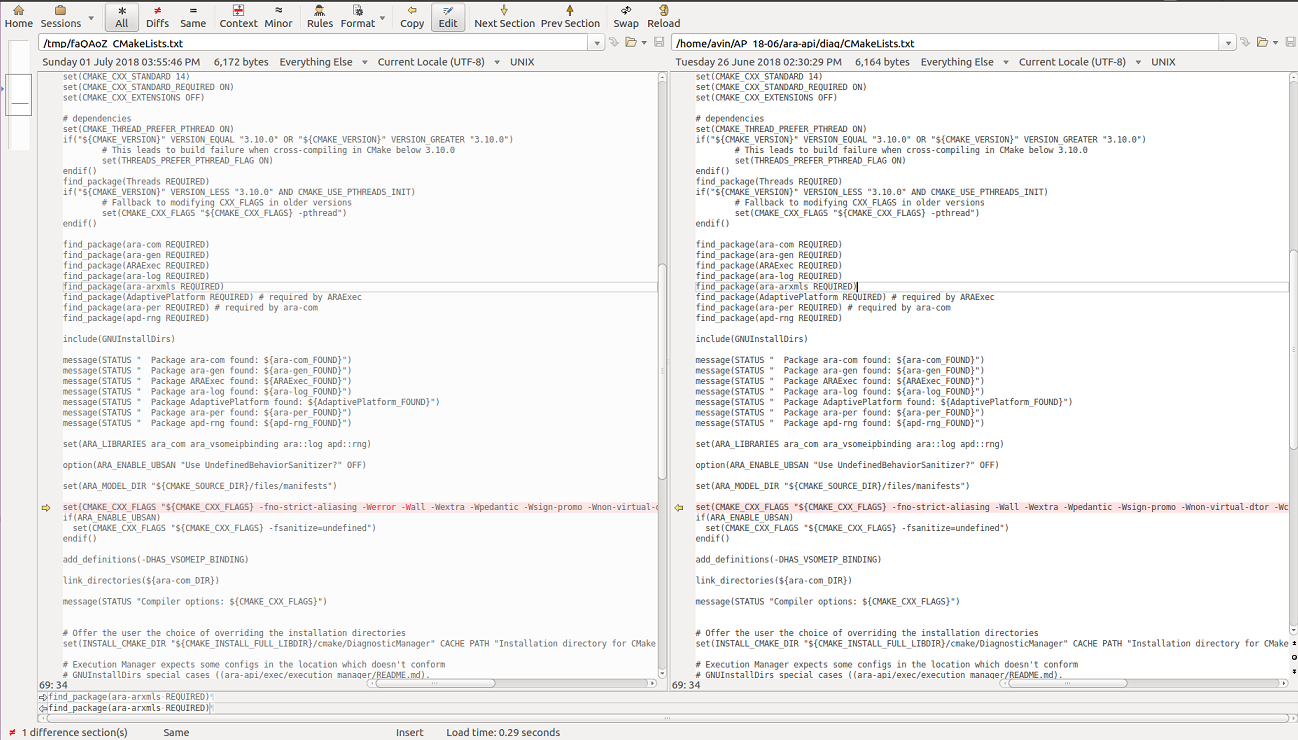 Home Sessions All Diffs Same Context Minor Rules Format Copy Edit Next Section Prev Section Swap Reload
/tmp/faQAoZ_CMakeLists.txt
Sunday 01 July 2018 03:55:46 PM 6,172 bytes Everything Else Current Locale (UTF-8) UNIX
set(CMAKE_CXX_STANDARD 14)
set(CMAKE_CXX_STANDARD_REQUIRED ON)
set(CMAKE_CXX_EXTENSIONS OFF)
# dependencies
set(CMAKE_THREAD_PREFER_PTHREAD ON)
if("${CMAKE_VERSION}" VERSION_EQUAL "3.10.0" OR "${CMAKE_VERSION}" VERSION_GREATER "3.10.0")
# This leads to build failure when cross-compiling in CMake below 3.10.0
set(THREADS_PREFER_PTHREAD_FLAG ON)
endif()
find_package(Threads REQUIRED)
if("${CMAKE_VERSION}" VERSION_LESS "3.10.0" AND CMAKE_USE_PTHREADS_INIT)
# Fallback to modifying CXX_FLAGS in older versions
set(CMAKE_CXX_FLAGS "${CMAKE_CXX_FLAGS} -pthread")
endif()
find_package(ara-com REQUIRED)
find_package(ara-gen REQUIRED)
find_package(ARAExec REQUIRED)
find_package(ara-log REQUIRED)
find_package(ara-arxmls REQUIRED)
find_package(AdaptivePlatform REQUIRED) # required by ARAExec
find_package(ara-per REQUIRED) # required by ara-com
find_package(apd-rng REQUIRED)
include(GNUInstallDirs)
message(STATUS "  Package ara-com found: ${ara-com_FOUND}")
message(STATUS "  Package ara-gen found: ${ara-gen_FOUND}")
message(STATUS "  Package ARAExec found: ${ARAExec_FOUND}")
message(STATUS "  Package ara-log found: ${ara-log_FOUND}")
message(STATUS "  Package AdaptivePlatform found: ${AdaptivePlatform_FOUND}")
message(STATUS "  Package ara-per found: ${ara-per_FOUND}")
message(STATUS "  Package apd-rng found: ${apd-rng_FOUND}")
set(ARA_LIBRARIES ara_com ara_vsomeipbinding ara::log apd::rng)
option(ARA_ENABLE_UBSAN "Use UndefinedBehaviorSanitizer?" OFF)
set(ARA_MODEL_DIR "${CMAKE_SOURCE_DIR}/files/manifests")
set(CMAKE_CXX_FLAGS "${CMAKE_CXX_FLAGS} -fno-strict-aliasing -Werror -Wall -Wextra -Wpedantic -Wsign-promo -Wnon-virtual-d
if(ARA_ENABLE_UBSAN)
set(CMAKE_CXX_FLAGS "${CMAKE_CXX_FLAGS} -fsanitize=undefined")
endif()
add_definitions(-DHAS_VSOMEIP_BINDING)
link_directories(${ara-com_DIR})
message(STATUS "Compiler options: ${CMAKE_CXX_FLAGS}")
# Offer the user the choice of overriding the installation directories
set(INSTALL_CMAKE_DIR "${CMAKE_INSTALL_FULL_LIBDIR}/cmake/DiagnosticManager" CACHE PATH "Installation directory for CMake
# Execution Manager expects some configs in the location which doesn't conform
# GNUInstallDirs special cases ((ara-api/exec/execution_manager/README.md).
69: 34
/home/avin/AP_18-06/ara-api/diag/CMakeLists.txt
Tuesday 26 June 2018 02:30:29 PM 6,164 bytes Everything Else Current Locale (UTF-8) UNIX
set(CMAKE_CXX_STANDARD 14)
set(CMAKE_CXX_STANDARD_REQUIRED ON)
set(CMAKE_CXX_EXTENSIONS OFF)
# dependencies
set(CMAKE_THREAD_PREFER_PTHREAD ON)
if("${CMAKE_VERSION}" VERSION_EQUAL "3.10.0" OR "${CMAKE_VERSION}" VERSION_GREATER "3.10.0")
# This leads to build failure when cross-compiling in CMake below 3.10.0
set(THREADS_PREFER_PTHREAD_FLAG ON)
endif()
find_package(Threads REQUIRED)
if("${CMAKE_VERSION}" VERSION_LESS "3.10.0" AND CMAKE_USE_PTHREADS_INIT)
# Fallback to modifying CXX_FLAGS in older versions
set(CMAKE_CXX_FLAGS "${CMAKE_CXX_FLAGS} -pthread")
endif()
find_package(ara-com REQUIRED)
find_package(ara-gen REQUIRED)
find_package(ARAExec REQUIRED)
find_package(ara-log REQUIRED)
find_package(ara-arxmls REQUIRED)
find_package(AdaptivePlatform REQUIRED) # required by ARAExec
find_package(ara-per REQUIRED) # required by ara-com
find_package(apd-rng REQUIRED)
include(GNUInstallDirs)
message(STATUS "  Package ara-com found: ${ara-com_FOUND}")
message(STATUS "  Package ara-gen found: ${ara-gen_FOUND}")
message(STATUS "  Package ARAExec found: ${ARAExec_FOUND}")
message(STATUS "  Package ara-log found: ${ara-log_FOUND}")
message(STATUS "  Package AdaptivePlatform found: ${AdaptivePlatform_FOUND}")
message(STATUS "  Package ara-per found: ${ara-per_FOUND}")
message(STATUS "  Package apd-rng found: ${apd-rng_FOUND}")
set(ARA_LIBRARIES ara_com ara_vsomeipbinding ara::log apd::rng)
option(ARA_ENABLE_UBSAN "Use UndefinedBehaviorSanitizer?" OFF)
set(ARA_MODEL_DIR "${CMAKE_SOURCE_DIR}/files/manifests")
set(CMAKE_CXX_FLAGS "${CMAKE_CXX_FLAGS} -fno-strict-aliasing -Wall -Wextra -Wpedantic -Wsign-promo -Wnon-virtual-dtor -Wc
if(ARA_ENABLE_UBSAN)
set(CMAKE_CXX_FLAGS "${CMAKE_CXX_FLAGS} -fsanitize=undefined")
endif()
add_definitions(-DHAS_VSOMEIP_BINDING)
link_directories(${ara-com_DIR})
message(STATUS "Compiler options: ${CMAKE_CXX_FLAGS}")
# Offer the user the choice of overriding the installation directories
set(INSTALL_CMAKE_DIR "${CMAKE_INSTALL_FULL_LIBDIR}/cmake/DiagnosticManager" CACHE PATH "Installation directory for CMake
# Execution Manager expects some configs in the location which doesn't conform
# GNUInstallDirs special cases ((ara-api/exec/execution_manager/README.md).
69: 34
find_package(ara-arxmls·REQUIRED)¶
find_package(ara-arxmls·REQUIRED)¶
1 difference section(s) Same Insert Load time: 0.29 seconds